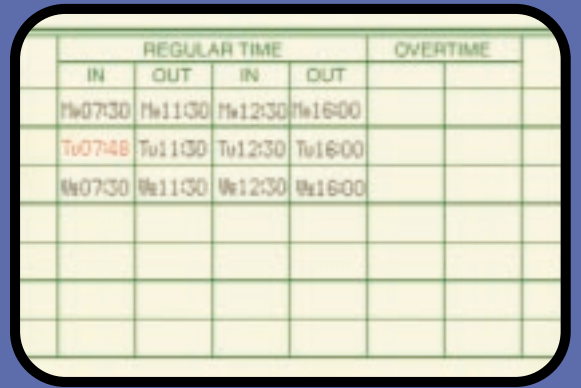 REGULAR TIME OVERTIME
IN OUT IN OUT
Mo07:30 Mo11:30 Mo12:30 Mo16:00
Tu07:48 Tu11:30 Tu12:30 Tu16:00
We07:30 We11:30 We12:30 We16:00